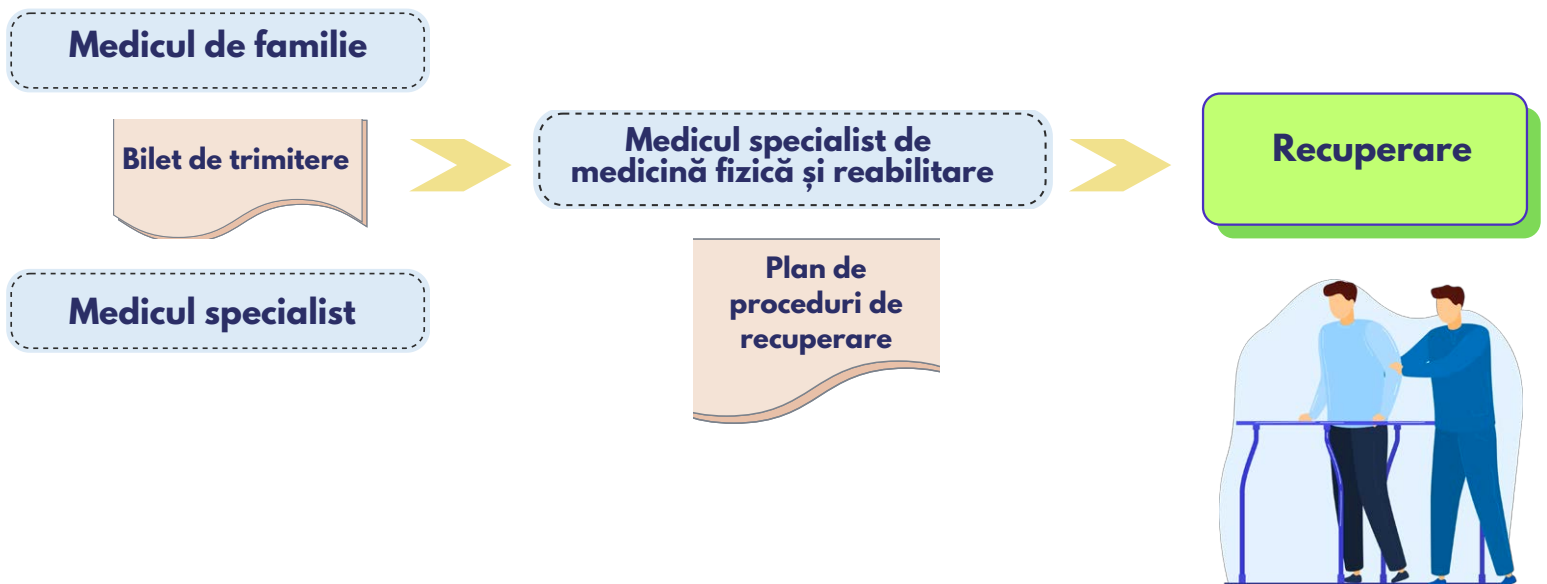 Medicul de familie
Bilet de trimitere
Medicul specialist
Medicul specialist de
medicină fizică și reabilitare
Plan de
proceduri de
recuperare
Recuperare